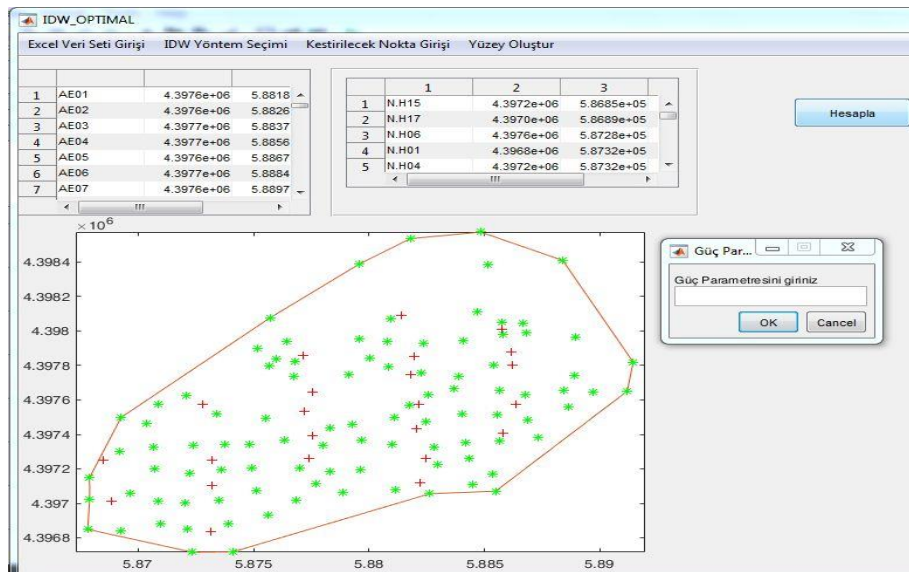 IDW_OPTIMAL
Excel Veri Seti Girişi IDW Yöntem Seçimi Kestirilecek Nokta Girişi Yüzey Oluştur
1 AE01 4.3976e+06 5.8818
2 AE02 4.3976e+06 5.8826
3 AE03 4.3977e+06 5.8837
4 AE04 4.3977e+06 5.8856
5 AE05 4.3976e+06 5.8867
6 AE06 4.3977e+06 5.8884
7 AE07 4.3976e+06 5.8897
1 2 3
1 N.H15 4.3972e+06 5.8685e+05
2 N.H17 4.3970e+06 5.8689e+05
3 N.H06 4.3976e+06 5.8728e+05
4 N.H01 4.3968e+06 5.8732e+05
5 N.H04 4.3972e+06 5.8732e+05
Hesapla
× 10^6
4.3984
4.3982
4.398
4.3978
4.3976
4.3974
4.3972
4.397
4.3968
5.87 5.875 5.88 5.885 5.89
Güç Par...
Güç Parametresini giriniz
OK Cancel